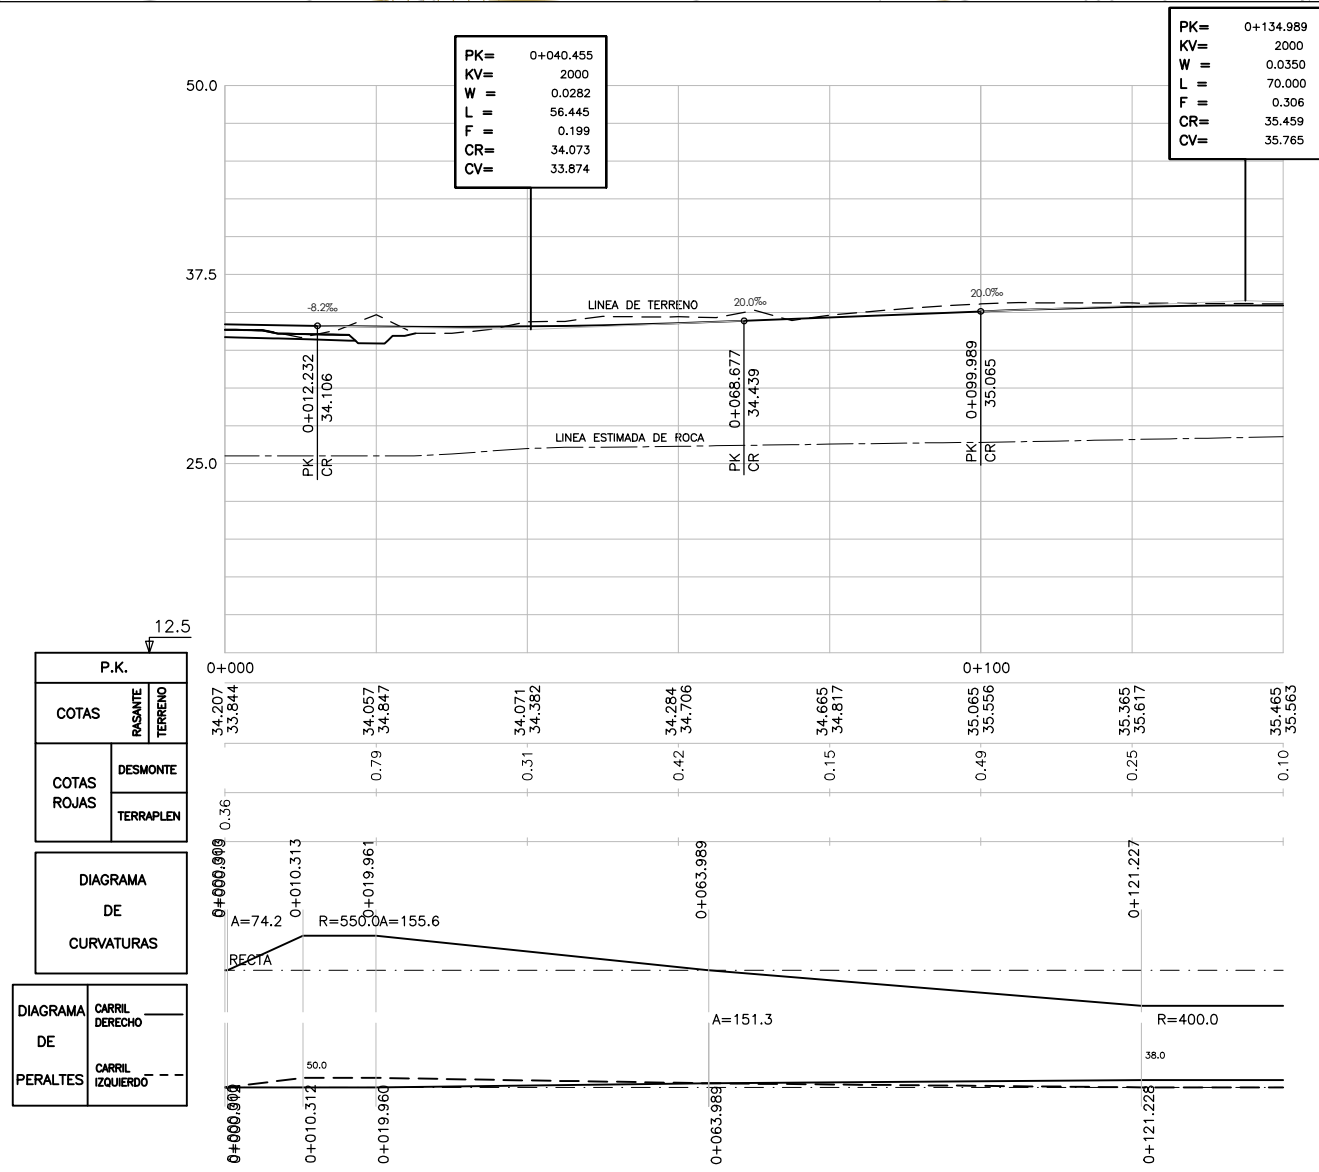 PK= 0+040.455
KV= 2000
W = 0.0282
L = 56.445
F = 0.199
CR= 34.073
CV= 33.874
PK= 0+134.989
KV= 2000
W = 0.0350
L = 70.000
F = 0.306
CR= 35.459
CV= 35.765
50.0
37.5
25.0
-8.2‰
LINEA DE TERRENO
20.0‰
20.0‰
PK 0+012.232
CR 34.106
PK 0+068.677
CR 34.439
PK 0+099.989
CR 35.065
LINEA ESTIMADA DE ROCA
12.5
P.K.
0+000
0+100
COTAS
RASANTE
TERRENO
34.207
33.844
34.057
34.847
34.071
34.382
34.284
34.706
34.665
34.817
35.065
35.556
35.365
35.617
35.465
35.563
COTAS
ROJAS
DESMONTE
0.79
0.31
0.42
0.15
0.49
0.25
0.10
TERRAPLEN
0.36
DIAGRAMA
DE
CURVATURAS
0+010.313
0+019.961
0+063.989
0+121.227
A=74.2
R=550.0
A=155.6
RECTA
A=151.3
R=400.0
DIAGRAMA
DE
PERALTES
CARRIL
DERECHO
CARRIL
IZQUIERDO
50.0
38.0
0+010.312
0+019.960
0+063.989
0+121.228